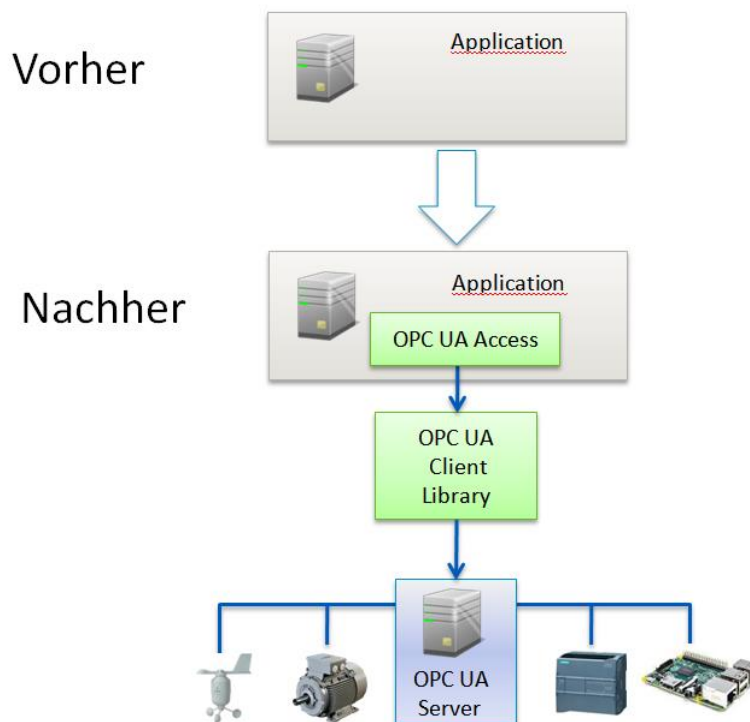 Vorher
Application
Nachher
Application
OPC UA Access
OPC UA
Client
Library
OPC UA
Server